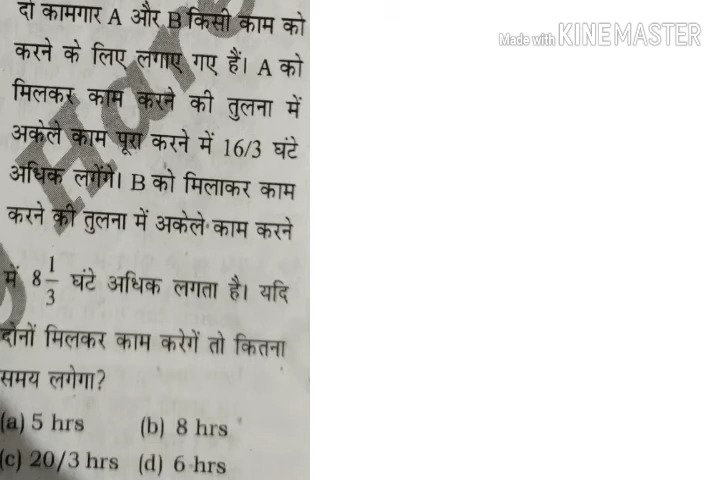 दो कामगार A और B किसी काम को
करने के लिए लगाए गए हैं। A को
मिलकर काम करने की तुलना में
अकेले काम पूरा करने में 16/3 घंटे
अधिक लगेंगे। B को मिलाकर काम
करने की तुलना में अकेले काम करने
में 8 1/3 घंटे अधिक लगता है। यदि
दोनों मिलकर काम करेगें तो कितना
समय लगेगा?
(a) 5 hrs (b) 8 hrs
(c) 20/3 hrs (d) 6 hrs
Made with KINEMASTER